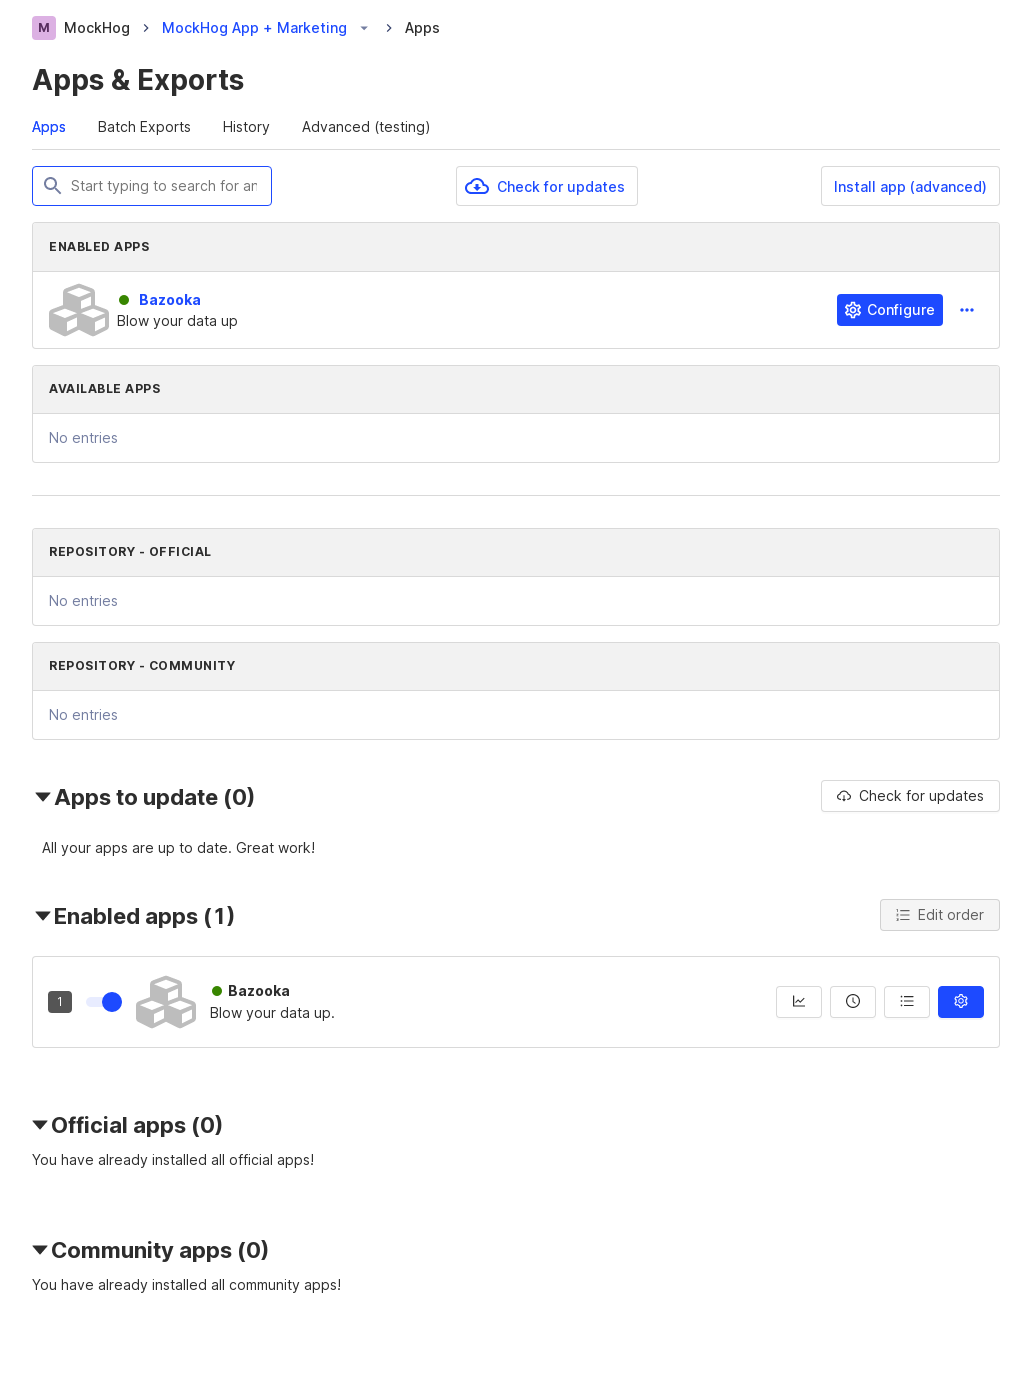 M MockHog MockHog App + Marketing Apps
Apps & Exports
Apps Batch Exports History Advanced (testing)
Start typing to search for an Check for updates Install app (advanced)
ENABLED APPS
Bazooka
Blow your data up
Configure
AVAILABLE APPS
No entries
REPOSITORY - OFFICIAL
No entries
REPOSITORY - COMMUNITY
No entries
Apps to update (0) Check for updates
All your apps are up to date. Great work!
Enabled apps (1) Edit order
1 Bazooka
Blow your data up.
Official apps (0)
You have already installed all official apps!
Community apps (0)
You have already installed all community apps!